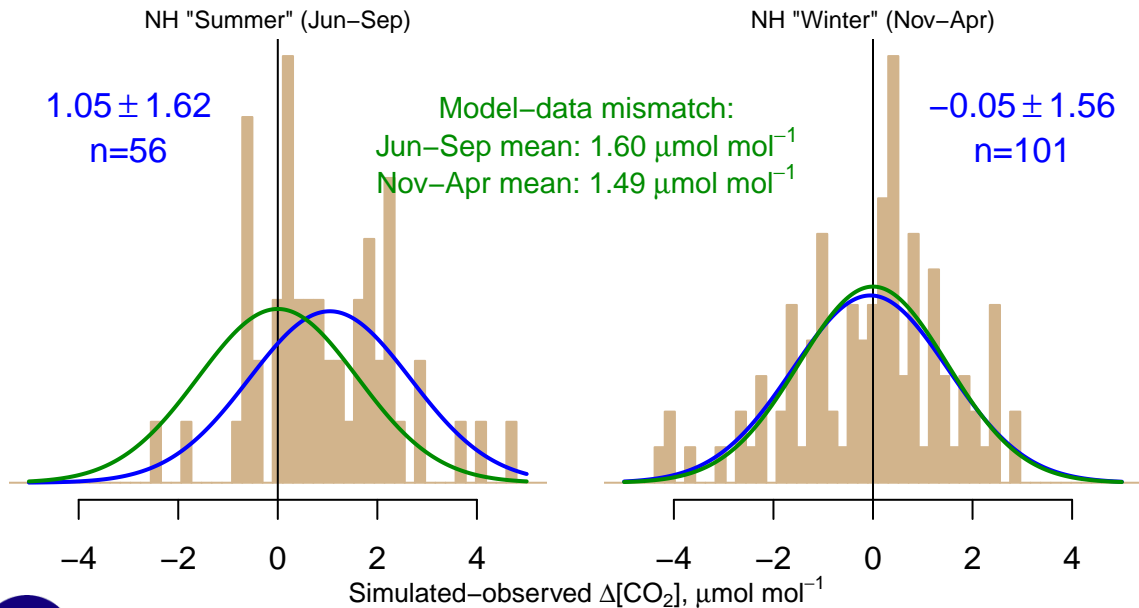 NH "Summer" (Jun−Sep)
NH "Winter" (Nov−Apr)
1.05 ± 1.62
n=56
Model−data mismatch:
Jun−Sep mean: 1.60 μmol mol⁻¹
Nov−Apr mean: 1.49 μmol mol⁻¹
−0.05 ± 1.56
n=101
−4 −2 0 2 4
−4 −2 0 2 4
Simulated−observed Δ[CO₂], μmol mol⁻¹